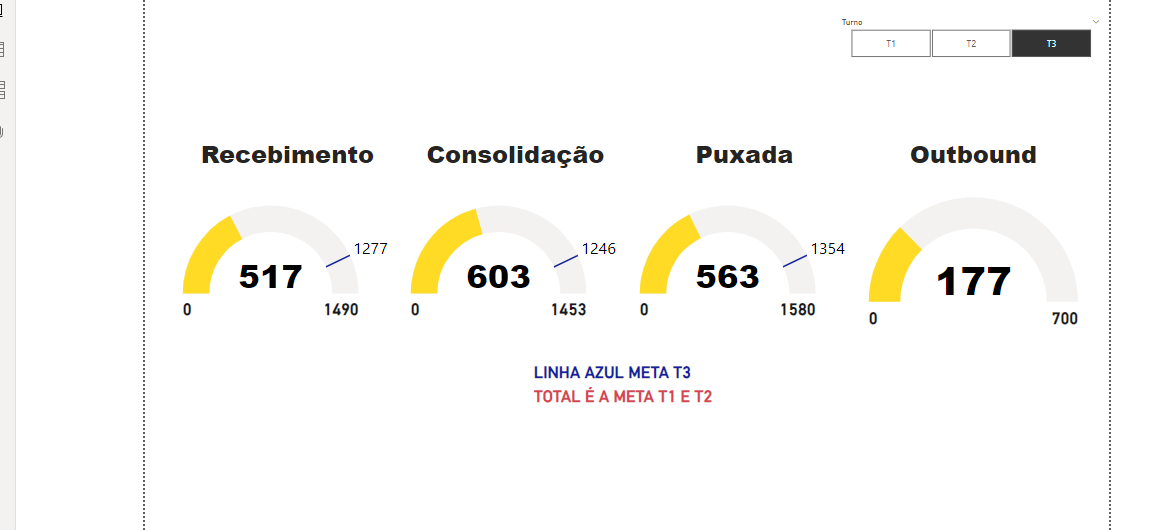 Turno
T1 T2 T3
Recebimento Consolidação Puxada Outbound
1277 1246 1354
517 603 563 177
0 1490 0 1453 0 1580 0 700
LINHA AZUL META T3
TOTAL É A META T1 E T2